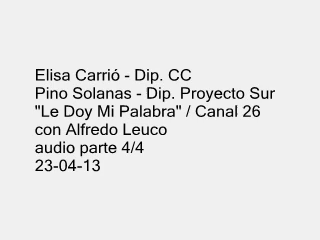 Elisa Carrió - Dip. CC
Pino Solanas - Dip. Proyecto Sur
"Le Doy Mi Palabra" / Canal 26
con Alfredo Leuco
audio parte 4/4
23-04-13